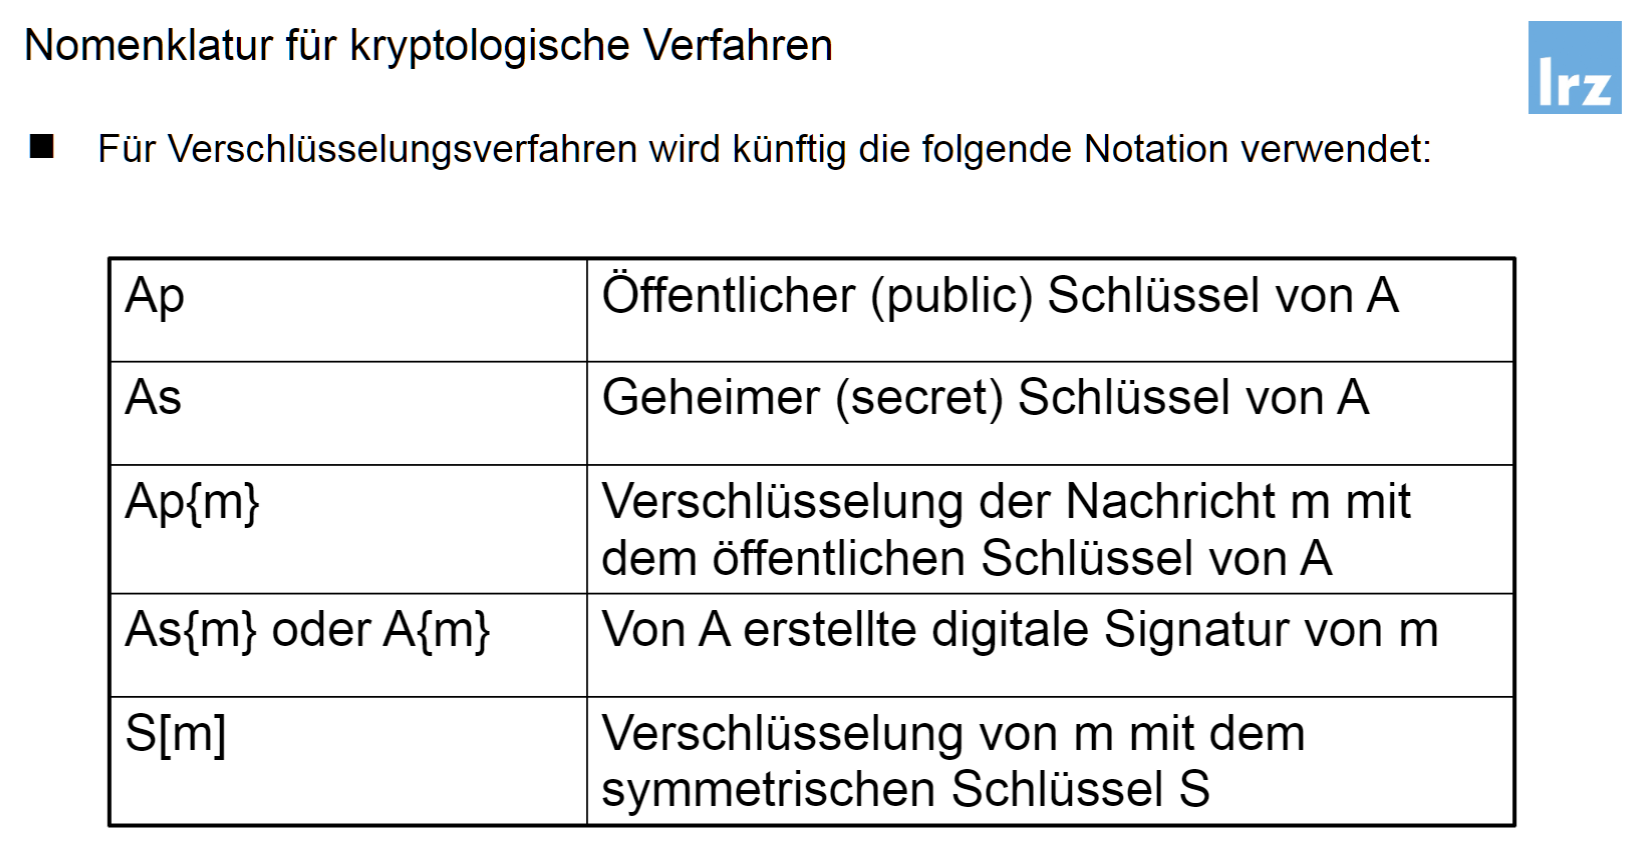 Nomenklatur für kryptologische Verfahren
lrz
Für Verschlüsselungsverfahren wird künftig die folgende Notation verwendet:
Ap
Öffentlicher (public) Schlüssel von A
As
Geheimer (secret) Schlüssel von A
Ap{m}
Verschlüsselung der Nachricht m mit
dem öffentlichen Schlüssel von A
As{m} oder A{m}
Von A erstellte digitale Signatur von m
S[m]
Verschlüsselung von m mit dem
symmetrischen Schlüssel S